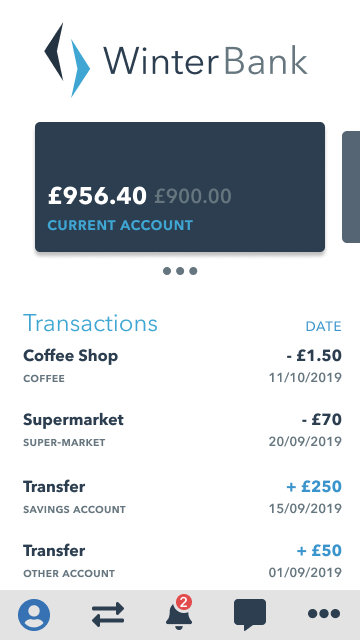 WinterBank
£956.40 £900.00
CURRENT ACCOUNT
Transactions DATE
Coffee Shop - £1.50
COFFEE 11/10/2019
Supermarket - £70
SUPER-MARKET 20/09/2019
Transfer + £250
SAVINGS ACCOUNT 15/09/2019
Transfer + £50
OTHER ACCOUNT 01/09/2019
2